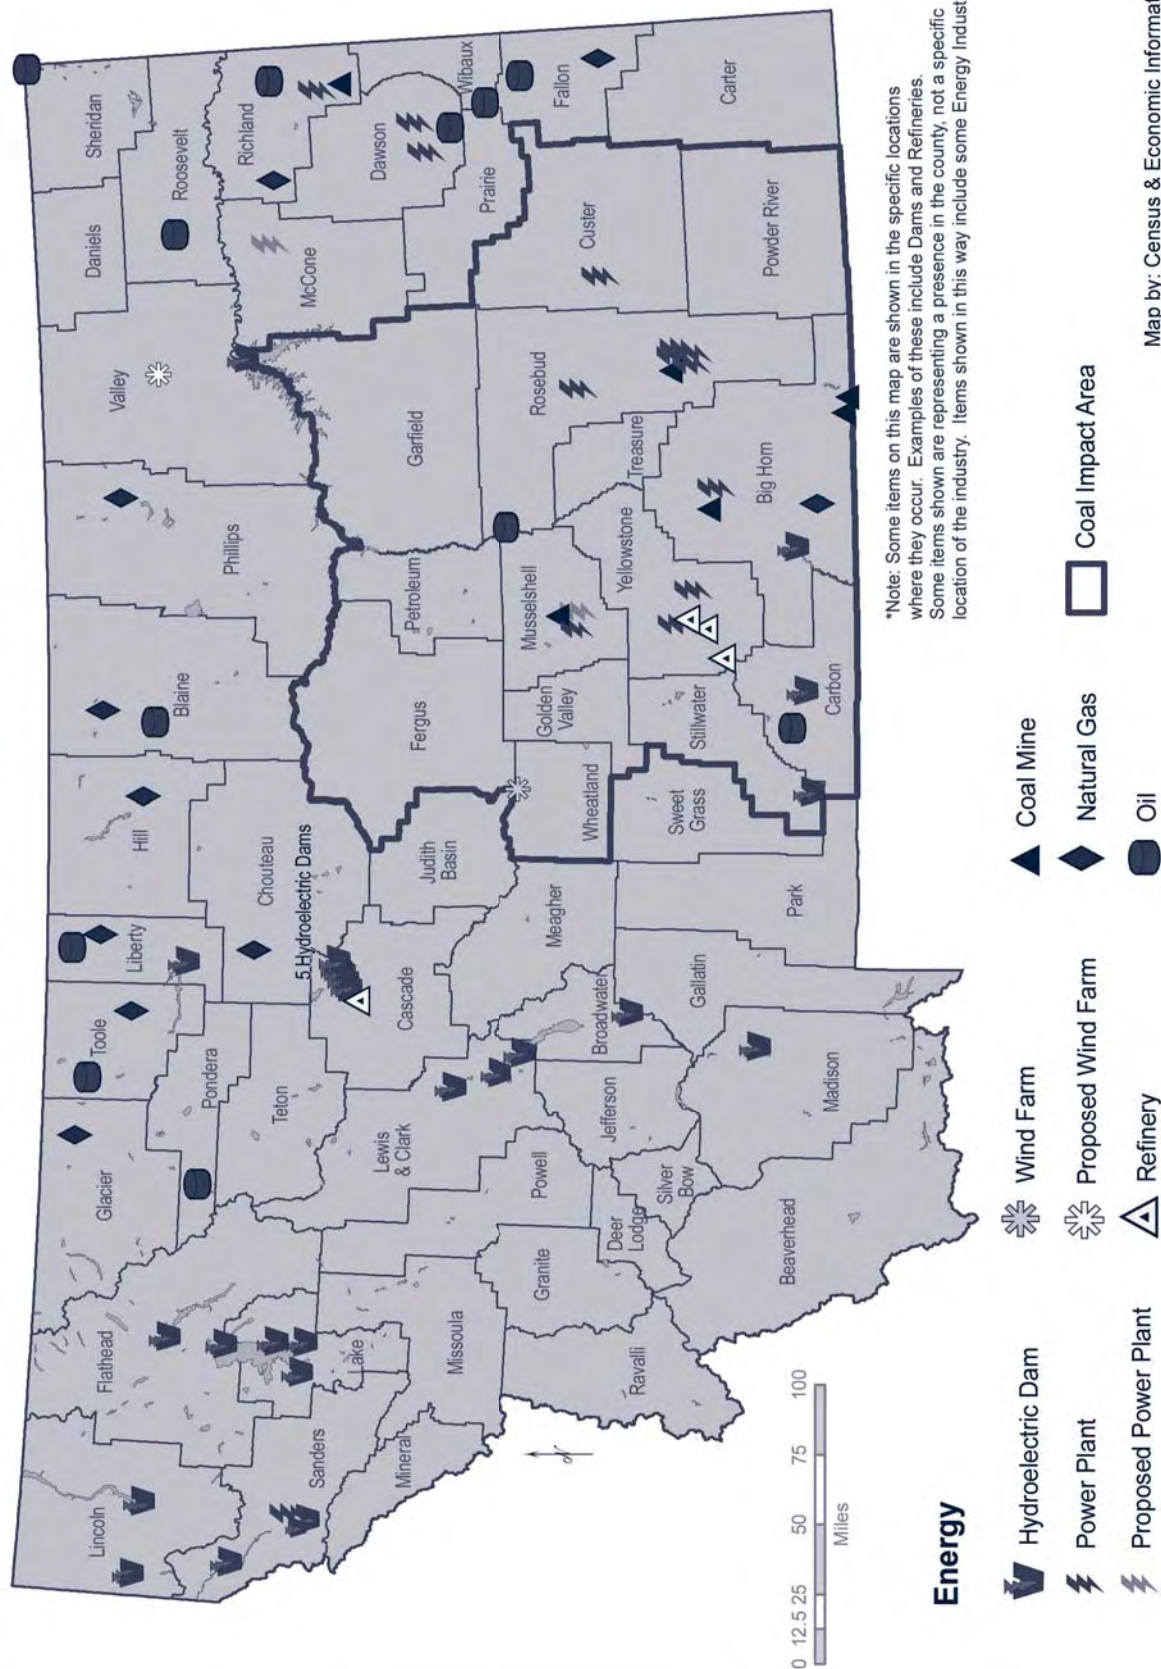 Lincoln
Flathead
Glacier
Toole
Liberty
Hill
Blaine
Phillips
Valley
Daniels
Sheridan
Roosevelt
Richland
Pondera
Chouteau
Teton
5 Hydroelectric Dams
Sanders
Lake
Cascade
Lewis
& Clark
Mineral
Missoula
Powell
Judith
Basin
Fergus
Petroleum
Garfield
McCone
Dawson
Wibaux
Prairie
Granite
Meagher
Broadwater
Jefferson
Deer
Lodge
Silver
Bow
Ravalli
Wheatland
Golden
Valley
Musselshell
Rosebud
Treasure
Yellowstone
Custer
Fallon
Gallatin
Park
Sweet
Grass
Stillwater
Carbon
Big Horn
Powder River
Carter
Madison
Beaverhead
N
0 12.5 25 50 75 100
Miles
*Note: Some items on this map are shown in the specific locations
where they occur. Examples of these include Dams and Refineries.
Some items shown are representing a presence in the county, not a specific
location of the industry. Items shown in this way include some Energy Indust
Energy
Hydroelectric Dam
Power Plant
Proposed Power Plant
Wind Farm
Proposed Wind Farm
Refinery
Coal Mine
Natural Gas
Oil
Coal Impact Area
Map by: Census & Economic Informat